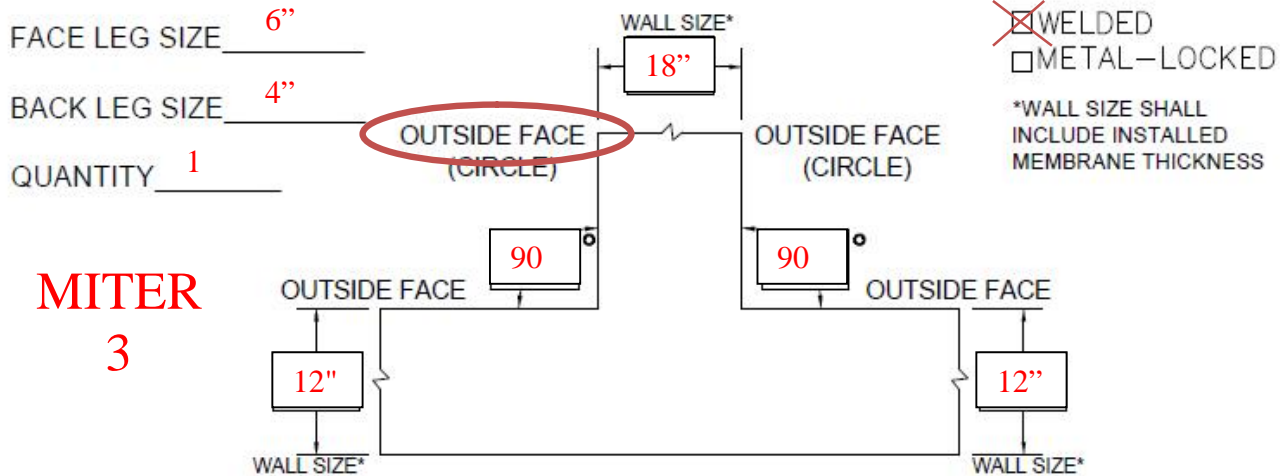 FACE LEG SIZE 6”
BACK LEG SIZE 4”
QUANTITY 1
WALL SIZE*
18”
WELDED
METAL-LOCKED
*WALL SIZE SHALL
INCLUDE INSTALLED
MEMBRANE THICKNESS
OUTSIDE FACE
(CIRCLE)
OUTSIDE FACE
(CIRCLE)
90°
90°
MITER
3
OUTSIDE FACE
OUTSIDE FACE
12"
12”
WALL SIZE*
WALL SIZE*